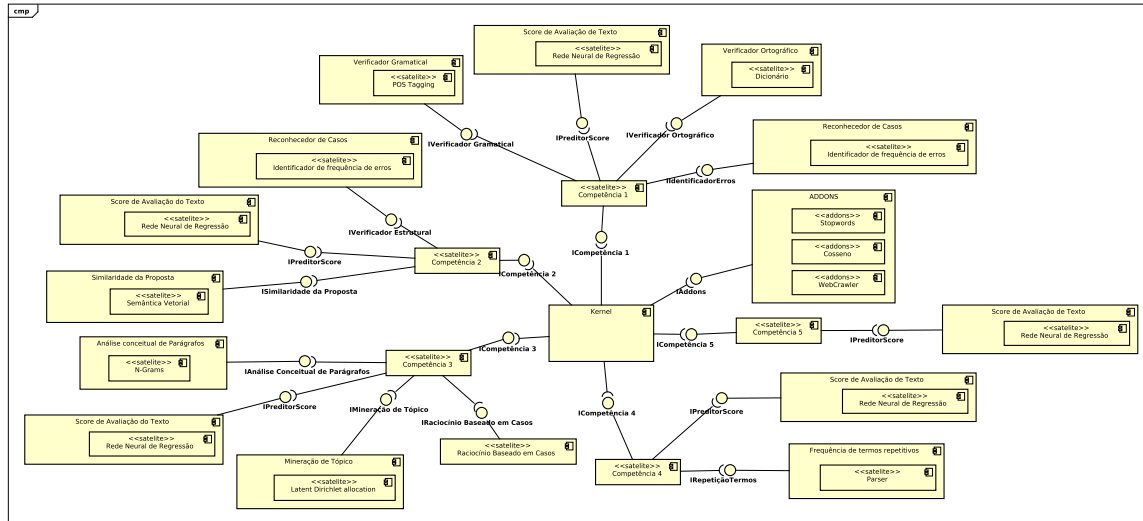 cmp
Score de Avaliação de Texto
<<satelite>>
Rede Neural de Regressão
Verificador Gramatical
<<satelite>>
POS Tagging
Verificador Ortográfico
<<satelite>>
Dicionário
IVerificador Gramatical
IPreditorScore
IVerificador Ortográfico
Reconhecedor de Casos
<<satelite>>
Identificador de frequência de erros
Reconhecedor de Casos
<<satelite>>
Identificador de frequência de erros
IIdentificadorErros
<<satelite>>
Competência 1
ADDONS
<<addons>>
Stopwords
<<addons>>
Cosseno
<<addons>>
WebCrawler
Score de Avaliação do Texto
<<satelite>>
Rede Neural de Regressão
IVerificador Estrutural
IPreditorScore
<<satelite>>
Competência 2
ICompetência 2
ICompetência 1
IAddons
Similaridade da Proposta
<<satelite>>
Semântica Vetorial
ISimilaridade da Proposta
Kernel
Score de Avaliação de Texto
<<satelite>>
Rede Neural de Regressão
<<satelite>>
Competência 5
ICompetência 5
IPreditorScore
Análise conceitual de Parágrafos
<<satelite>>
N-Grams
IAnálise Conceitual de Parágrafos
<<satelite>>
Competência 3
ICompetência 3
Score de Avaliação do Texto
<<satelite>>
Rede Neural de Regressão
IPreditorScore
IMineração de Tópico
IRaciocínio Baseado em Casos
ICompetência 4
Score de Avaliação de Texto
<<satelite>>
Rede Neural de Regressão
IPreditorScore
<<satelite>>
Raciocínio Baseado em Casos
Mineração de Tópico
<<satelite>>
Latent Dirichlet allocation
<<satelite>>
Competência 4
IRepetiçãoTermos
Frequência de termos repetitivos
<<satelite>>
Parser